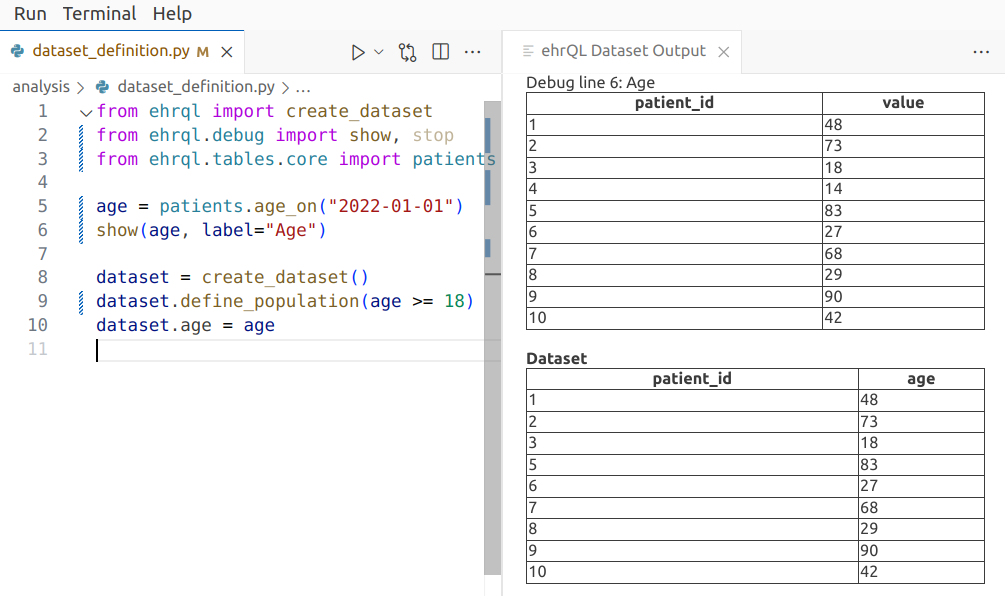 Run Terminal Help
dataset_definition.py M
analysis > dataset_definition.py > ...
1 from ehrql import create_dataset
2 from ehrql.debug import show, stop
3 from ehrql.tables.core import patients
4
5 age = patients.age_on("2022-01-01")
6 show(age, label="Age")
7
8 dataset = create_dataset()
9 dataset.define_population(age >= 18)
10 dataset.age = age
11
ehrQL Dataset Output
Debug line 6: Age
patient_id value
1 48
2 73
3 18
4 14
5 83
6 27
7 68
8 29
9 90
10 42
Dataset
patient_id age
1 48
2 73
3 18
5 83
6 27
7 68
8 29
9 90
10 42